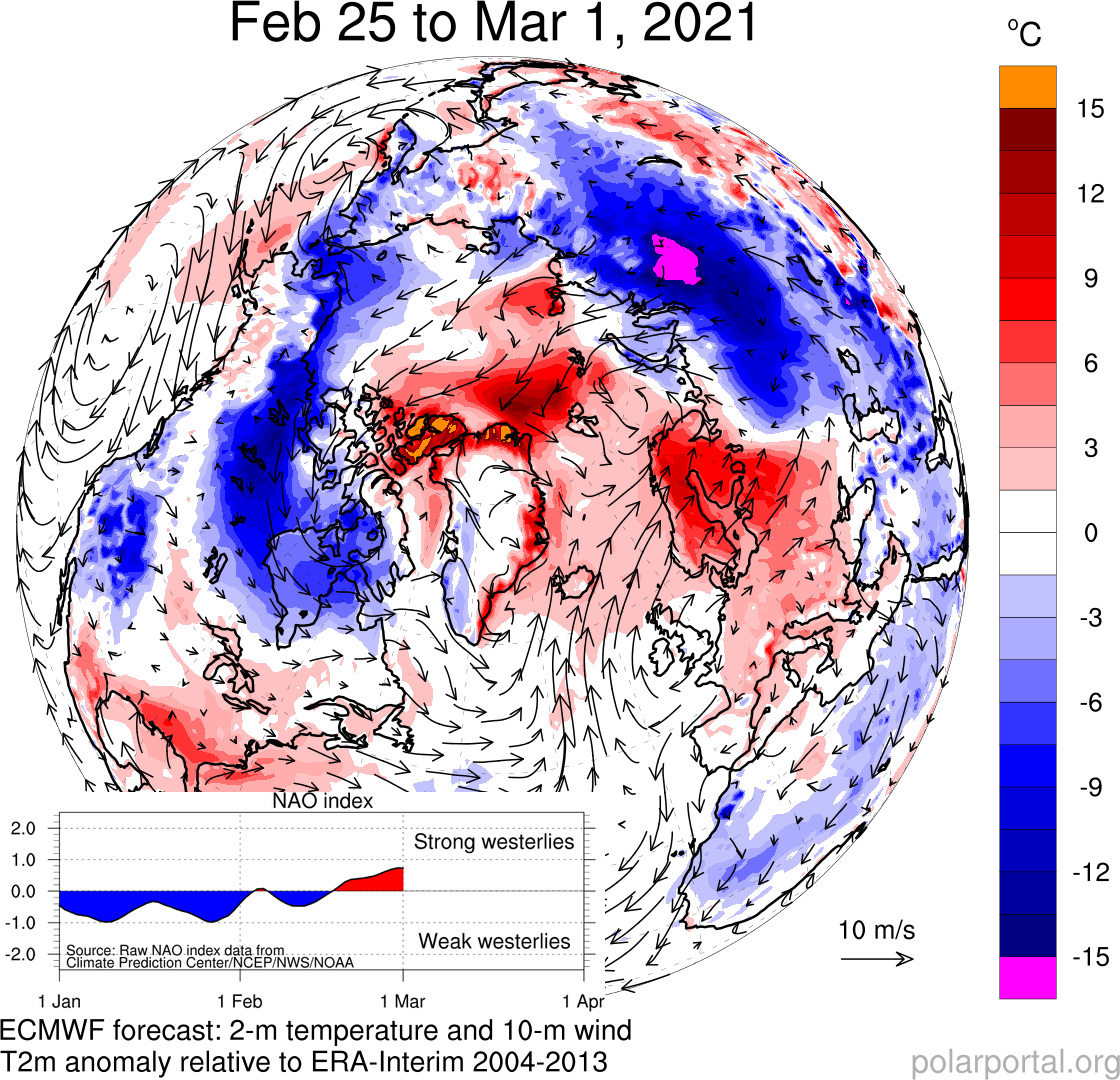 Feb 25 to Mar 1, 2021
°C
15
12
9
6
3
0
-3
-6
-9
-12
-15
10 m/s
NAO index
2.0
1.0
0.0
-1.0
-2.0
Strong westerlies
Weak westerlies
Source: Raw NAO index data from
Climate Prediction Center/NCEP/NWS/NOAA
1 Jan
1 Feb
1 Mar
1 Apr
ECMWF forecast: 2-m temperature and 10-m wind
T2m anomaly relative to ERA-Interim 2004-2013
polarportal.org